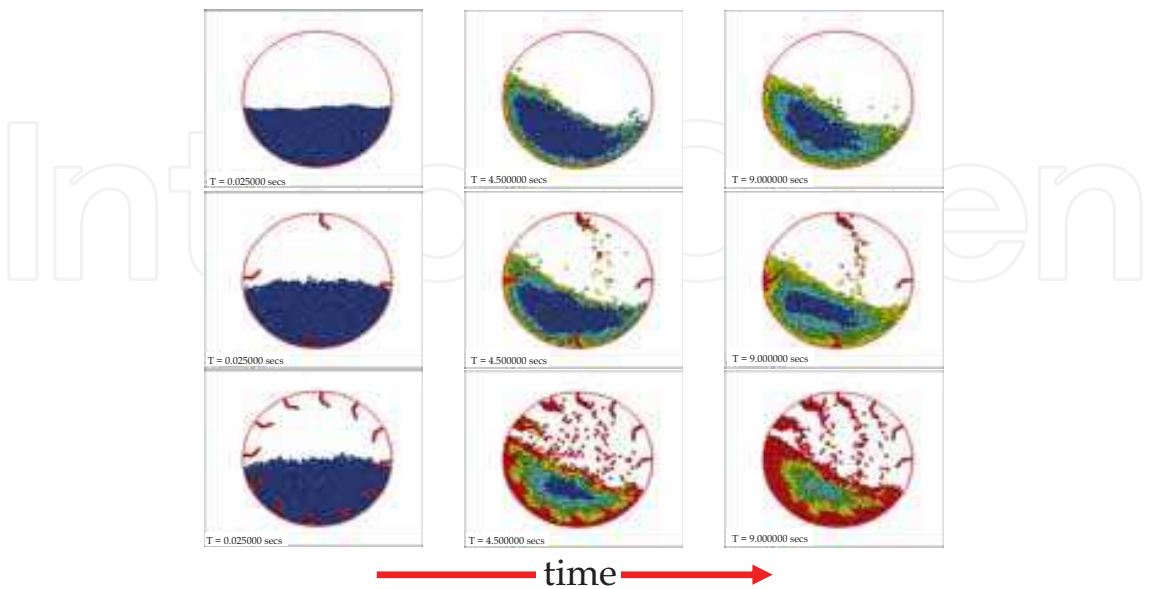 T = 0.025000 secs
T = 4.500000 secs
T = 9.000000 secs
T = 0.025000 secs
T = 4.500000 secs
T = 9.000000 secs
T = 0.025000 secs
T = 4.500000 secs
T = 9.000000 secs
time